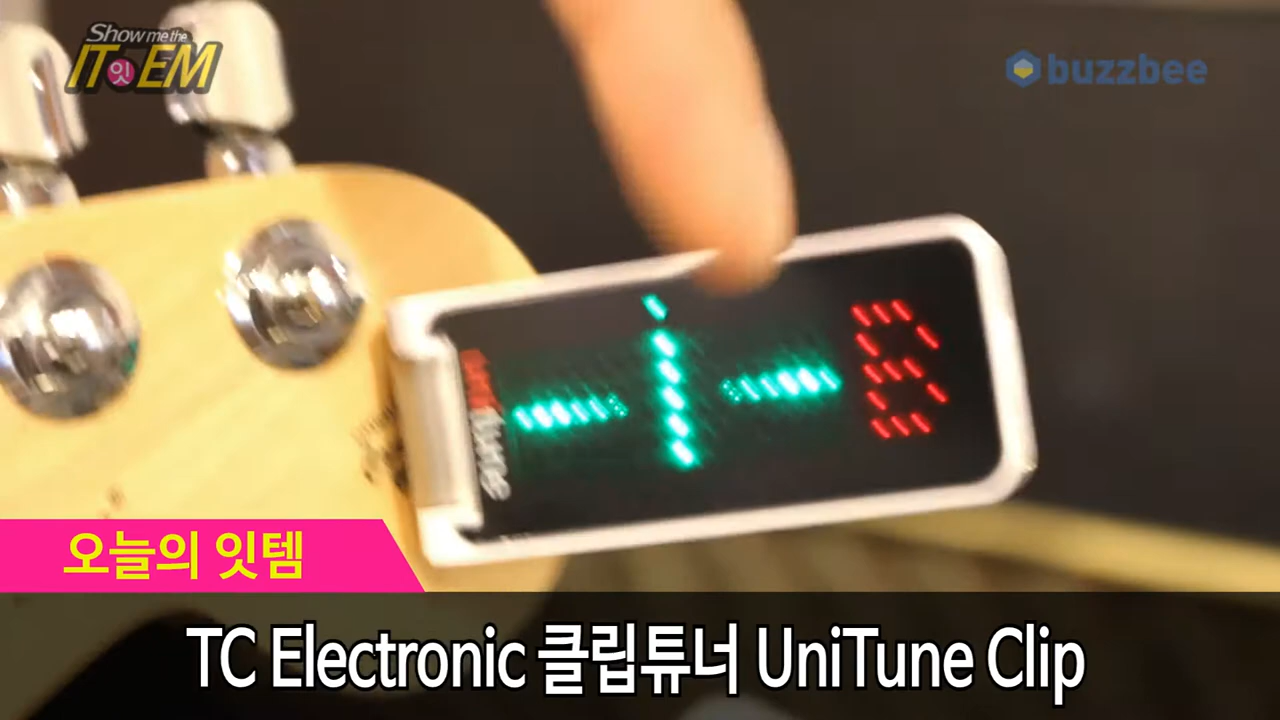 Show me the
IT잇EM
buzzbee
unitune
B
오늘의 잇템
TC Electronic 클립튜너 UniTune Clip